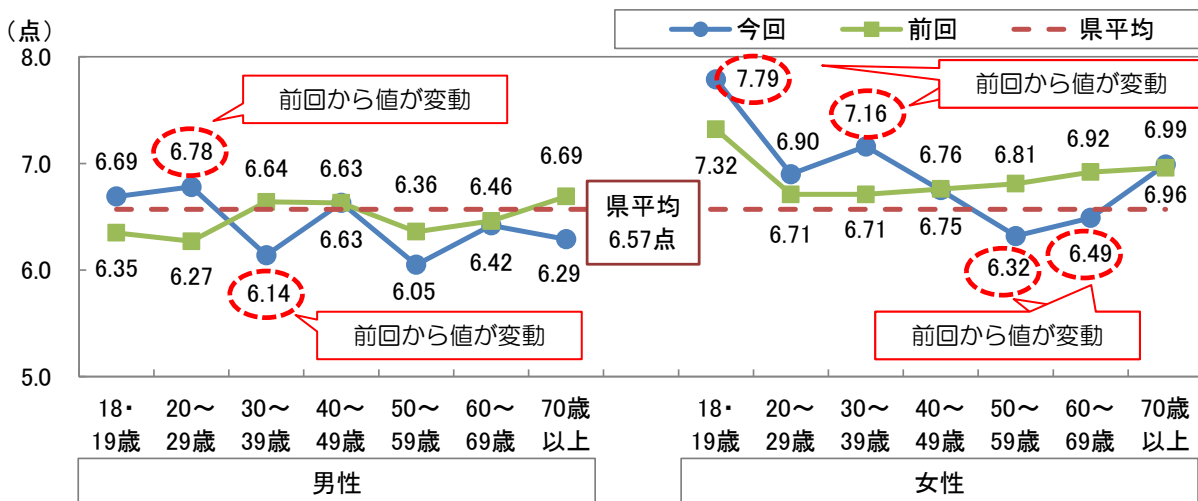 (点)
今回 前回 県平均
8.0
7.0
6.0
5.0
前回から値が変動
前回から値が変動
6.69 6.78 6.64 6.63 6.36 6.46 6.69
6.35 6.27 6.14 6.63 6.05 6.42 6.29
前回から値が変動
県平均
6.57点
7.79 6.90 7.16 6.76 6.81 6.92 6.99
7.32 6.71 6.71 6.75 6.32 6.49 6.96
前回から値が変動
18・ 20～ 30～ 40～ 50～ 60～ 70歳
19歳 29歳 39歳 49歳 59歳 69歳 以上
男性
18・ 20～ 30～ 40～ 50～ 60～ 70歳
19歳 29歳 39歳 49歳 59歳 69歳 以上
女性